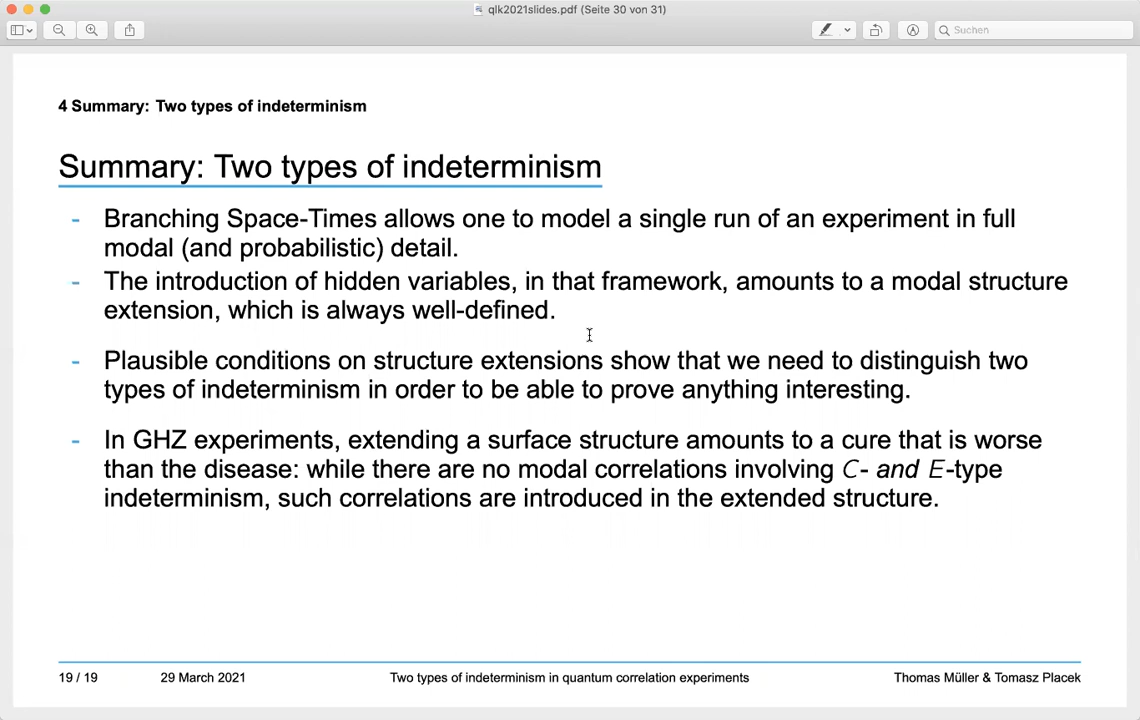 qlk2021slides.pdf (Seite 30 von 31)
Suchen
4 Summary: Two types of indeterminism
Summary: Two types of indeterminism
- Branching Space-Times allows one to model a single run of an experiment in full
modal (and probabilistic) detail.
- The introduction of hidden variables, in that framework, amounts to a modal structure
extension, which is always well-defined.
- Plausible conditions on structure extensions show that we need to distinguish two
types of indeterminism in order to be able to prove anything interesting.
- In GHZ experiments, extending a surface structure amounts to a cure that is worse
than the disease: while there are no modal correlations involving C- and E-type
indeterminism, such correlations are introduced in the extended structure.
19 / 19 29 March 2021 Two types of indeterminism in quantum correlation experiments Thomas Müller & Tomasz Placek